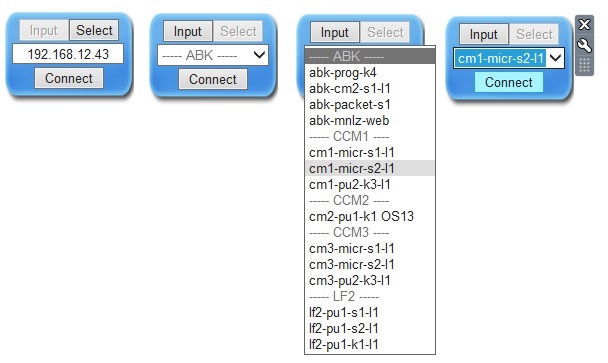 Input Select
192.168.12.43
Connect
Input Select
----- ABK -----
Connect
Input Select
----- ABK -----
abk-prog-k4
abk-cm2-s1-l1
abk-packet-s1
abk-mnlz-web
----- CCM1 ----
cm1-micr-s1-l1
cm1-micr-s2-l1
cm1-pu2-k3-l1
----- CCM2 ----
cm2-pu1-k1 OS13
----- CCM3 ----
cm3-micr-s1-l1
cm3-micr-s2-l1
cm3-pu2-k3-l1
----- LF2 -----
lf2-pu1-s1-l1
lf2-pu1-s2-l1
lf2-pu1-k1-l1
Input Select
cm1-micr-s2-l1
Connect